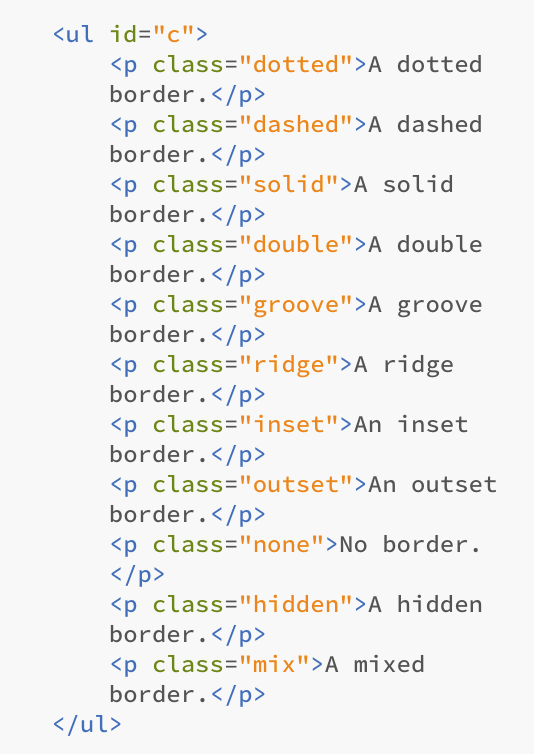 <ul id="c">
<p class="dotted">A dotted
border.</p>
<p class="dashed">A dashed
border.</p>
<p class="solid">A solid
border.</p>
<p class="double">A double
border.</p>
<p class="groove">A groove
border.</p>
<p class="ridge">A ridge
border.</p>
<p class="inset">An inset
border.</p>
<p class="outset">An outset
border.</p>
<p class="none">No border.
</p>
<p class="hidden">A hidden
border.</p>
<p class="mix">A mixed
border.</p>
</ul>